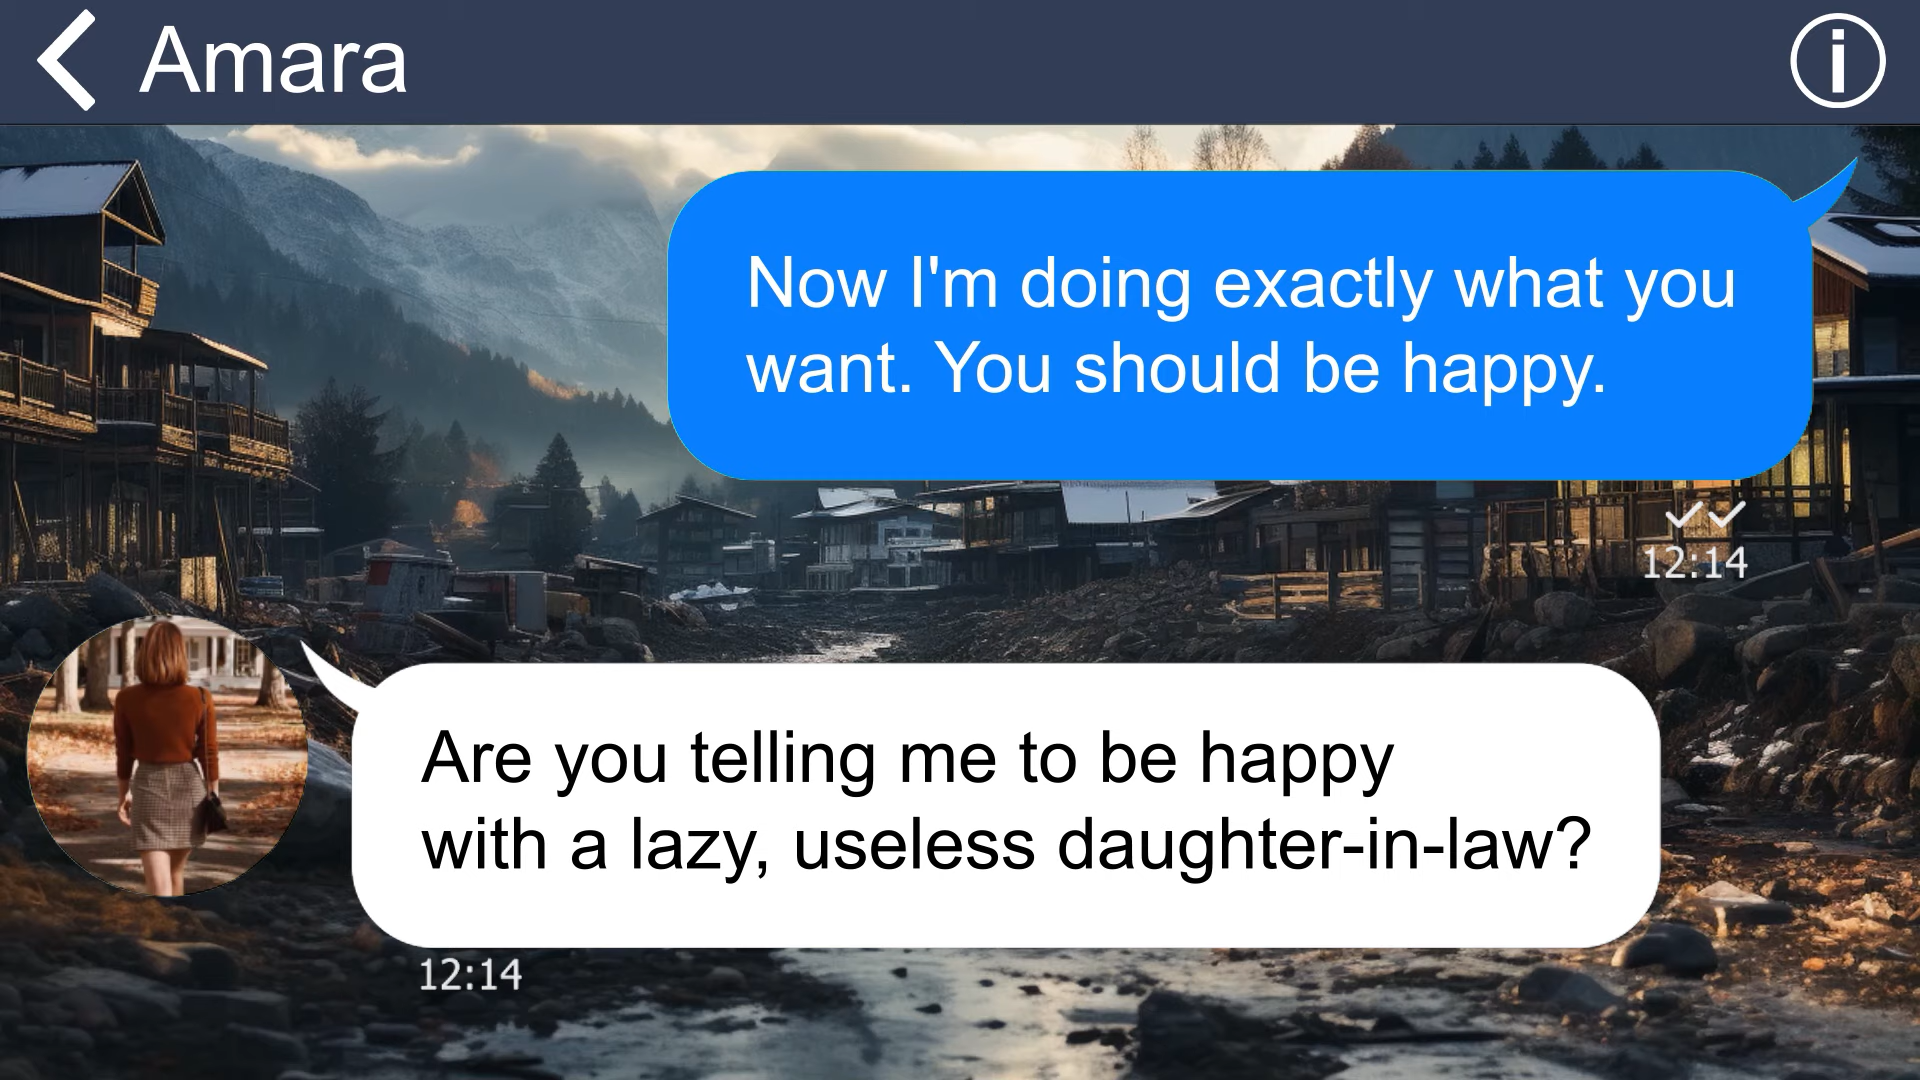 Amara
Now I'm doing exactly what you
want. You should be happy.
12:14
Are you telling me to be happy
with a lazy, useless daughter-in-law?
12:14